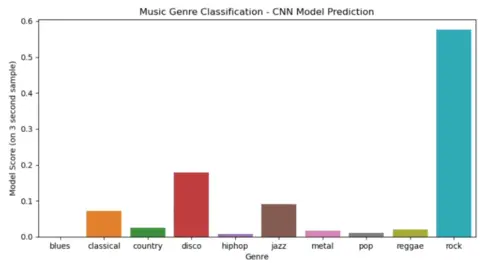 Music Genre Classification - CNN Model Prediction
Model Score (on 3 second sample)
0.6
0.5
0.4
0.3
0.2
0.1
0.0
blues classical country disco hiphop jazz metal pop reggae rock
Genre